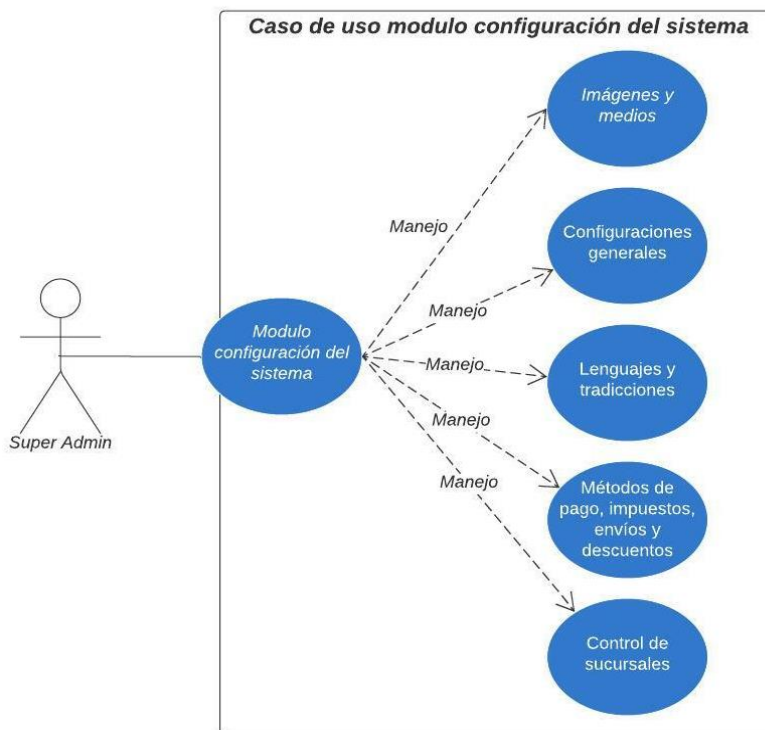 Caso de uso modulo configuración del sistema
Imágenes y
medios
Manejo
Configuraciones
generales
Manejo
Modulo
configuración del
sistema
Manejo
Lenguajes y
tradicciones
Manejo
Super Admin
Manejo
Métodos de
pago, impuestos,
envíos y
descuentos
Control de
sucursales